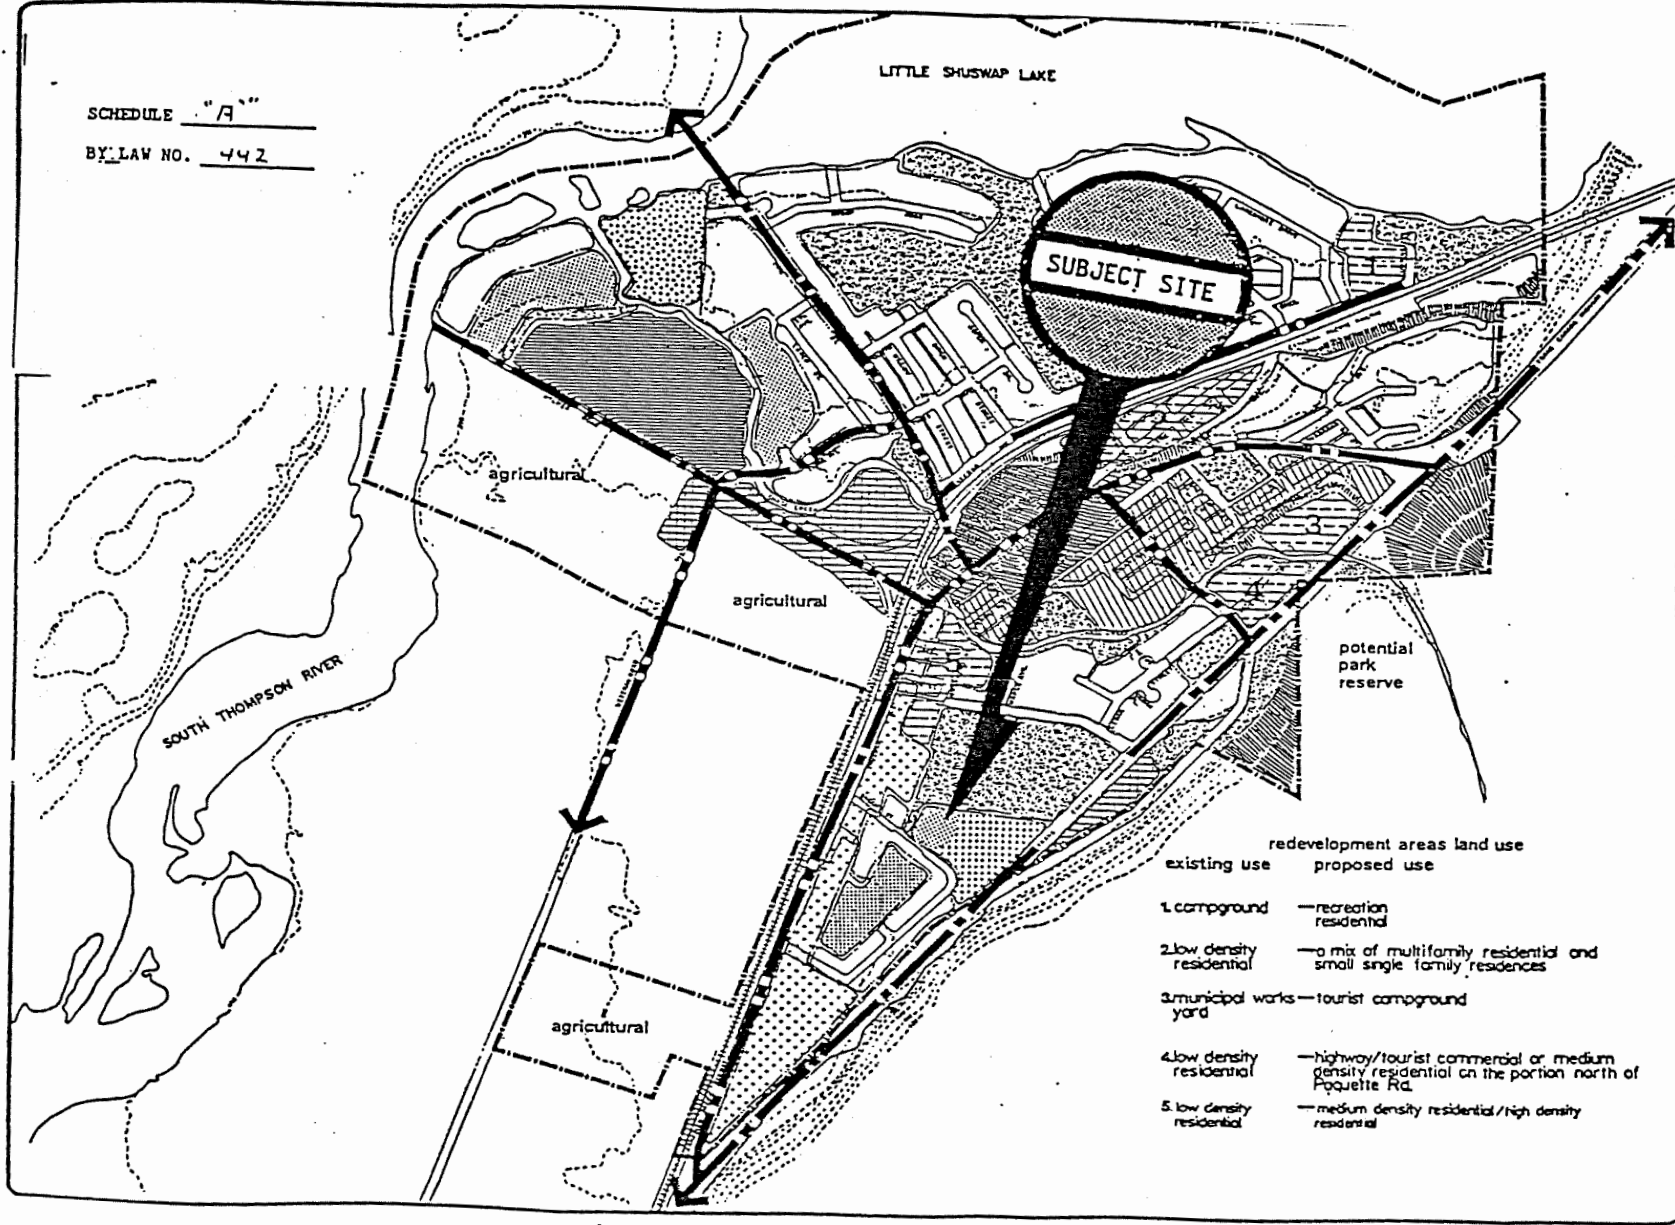 LITTLE SHUSWAP LAKE
SCHEDULE "A"
BY-LAW NO. 442
SUBJECT SITE
agricultural
agricultural
SOUTH THOMPSON RIVER
agricultural
2
3
4
potential
park
reserve
redevelopment areas land use
existing use proposed use
1. campground — recreation
residential
2. low density — a mix of multifamily residential and
residential small single family residences
3. municipal works — tourist campground
yard
4. low density — highway/tourist commercial or medium
residential density residential on the portion north of
Paquette Rd.
5. low density — medium density residential/high density
residential residential